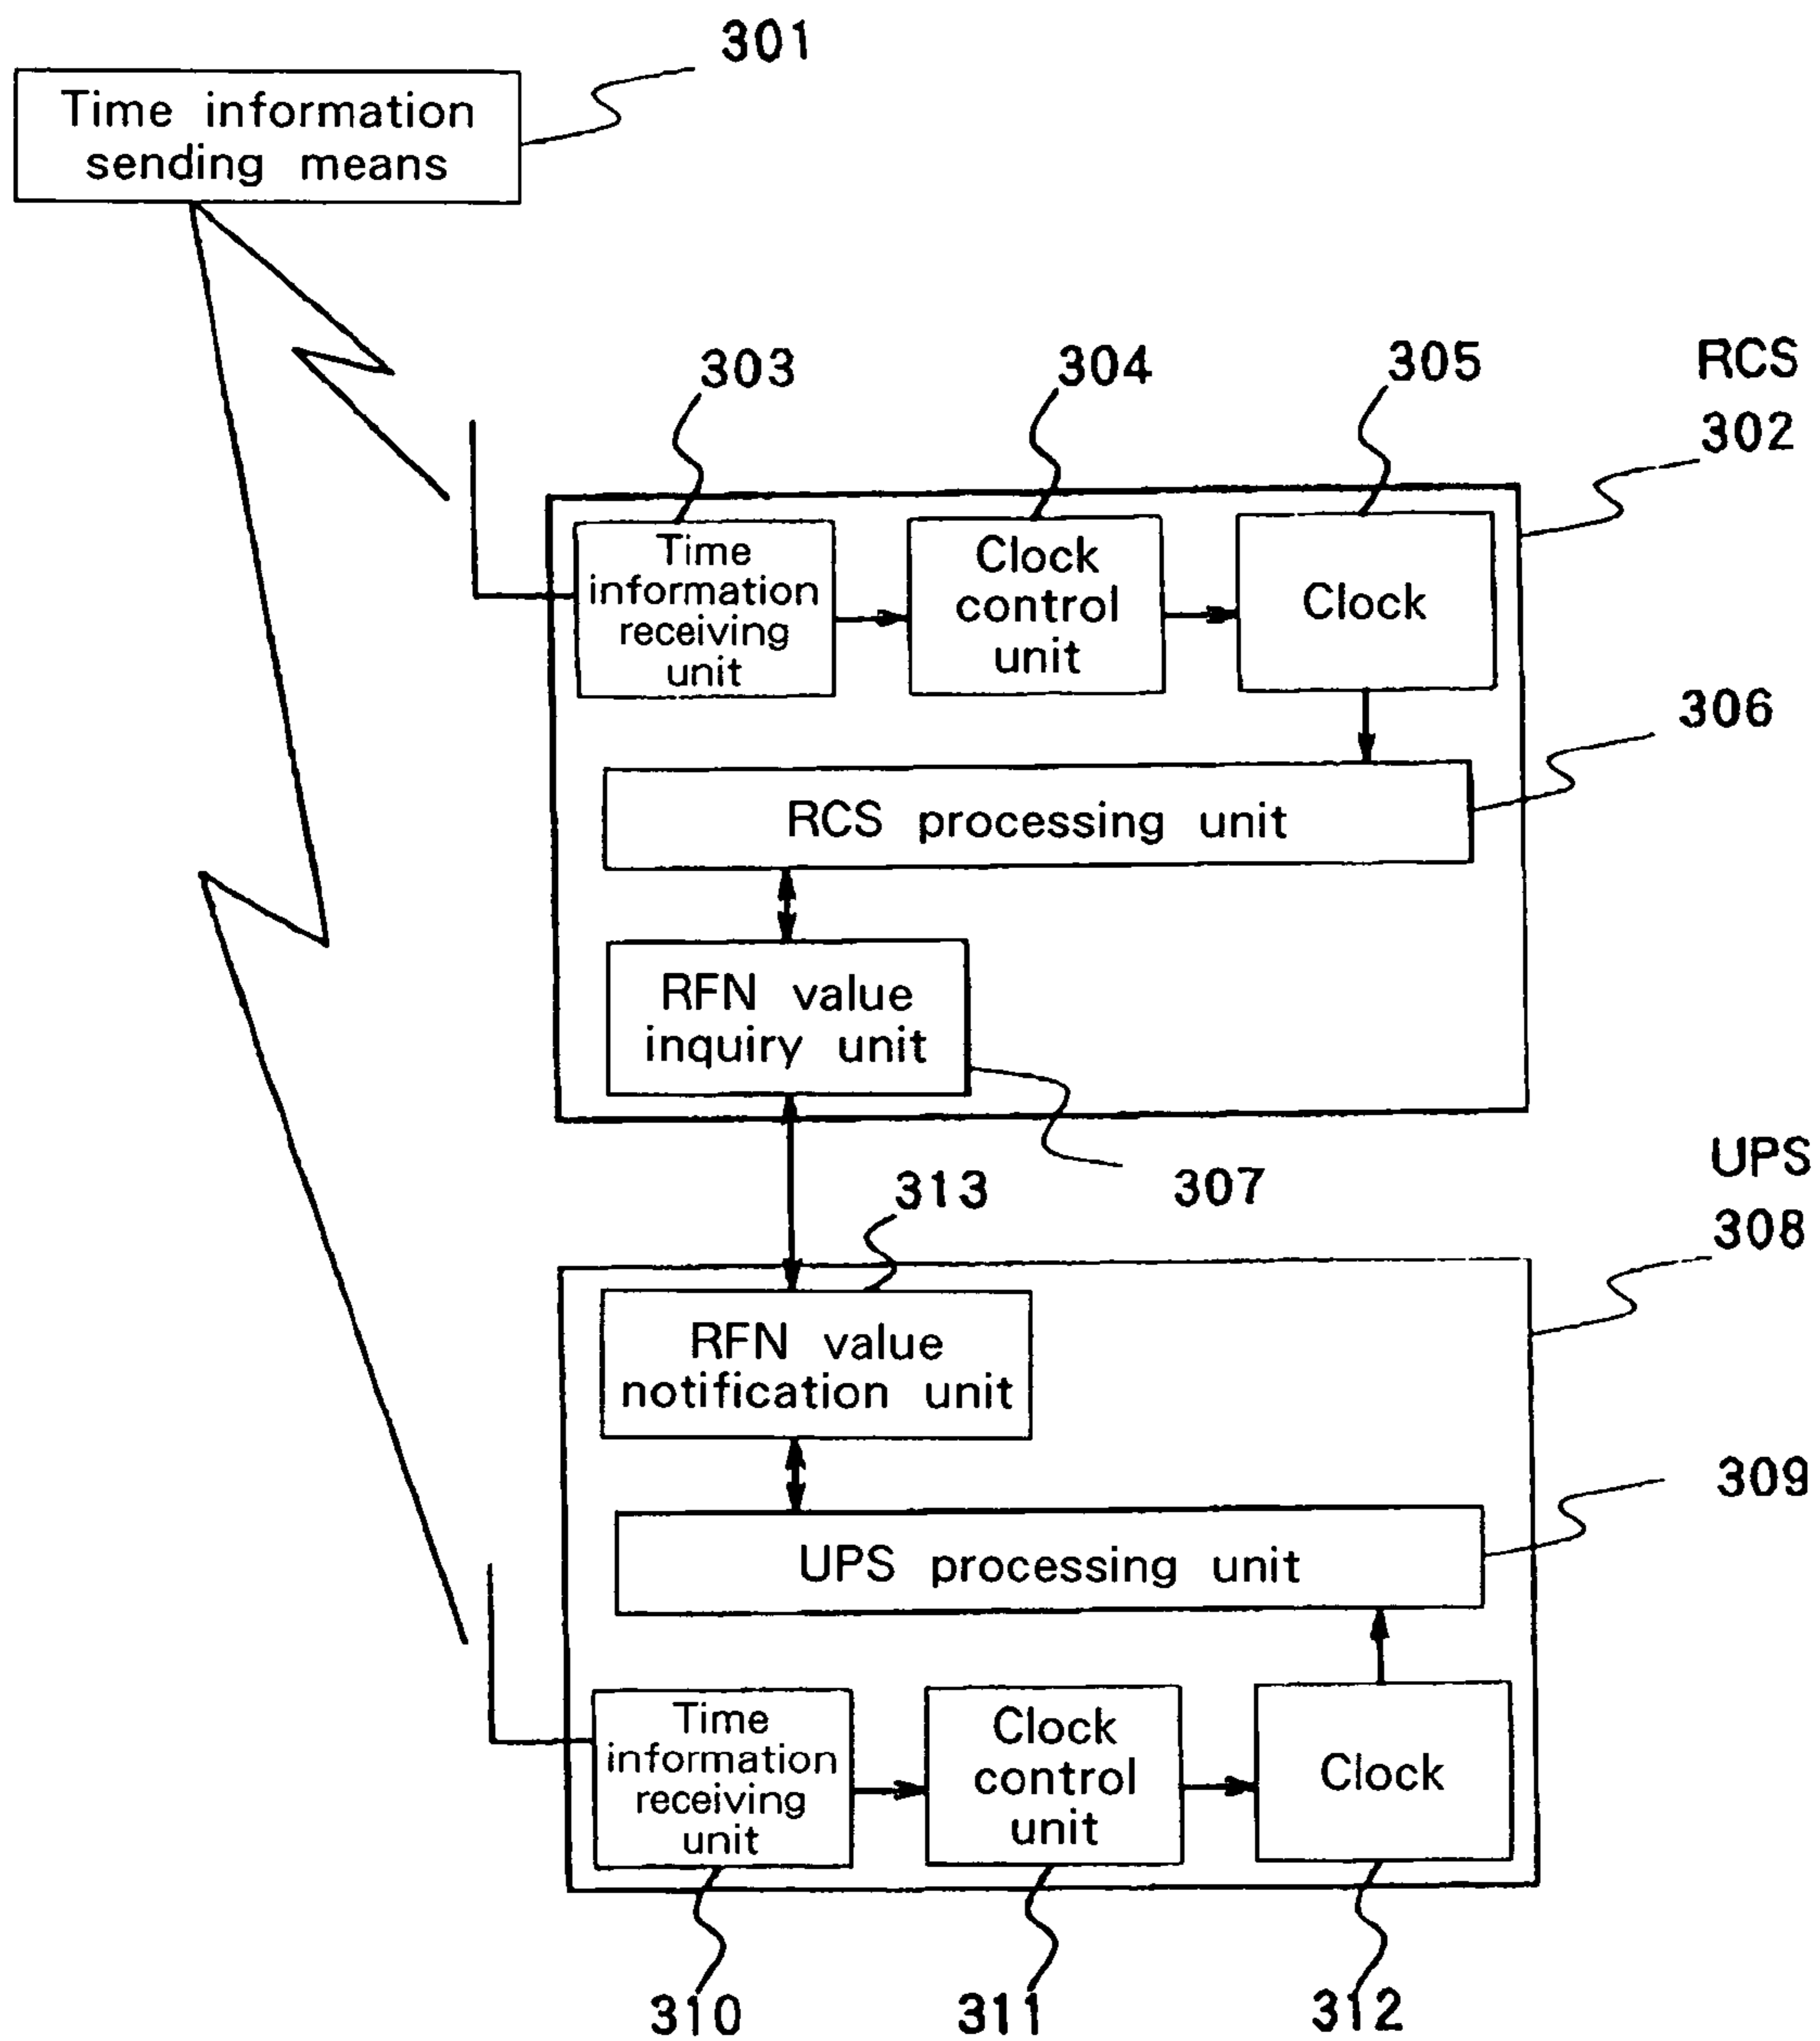 301
Time information
sending means
303
304
305
RCS
302
Time
information
receiving
unit
Clock
control
unit
Clock
306
RCS processing unit
RFN value
inquiry unit
307
UPS
308
313
RFN value
notification unit
309
UPS processing unit
Time
information
receiving
unit
Clock
control
unit
Clock
310
311
312